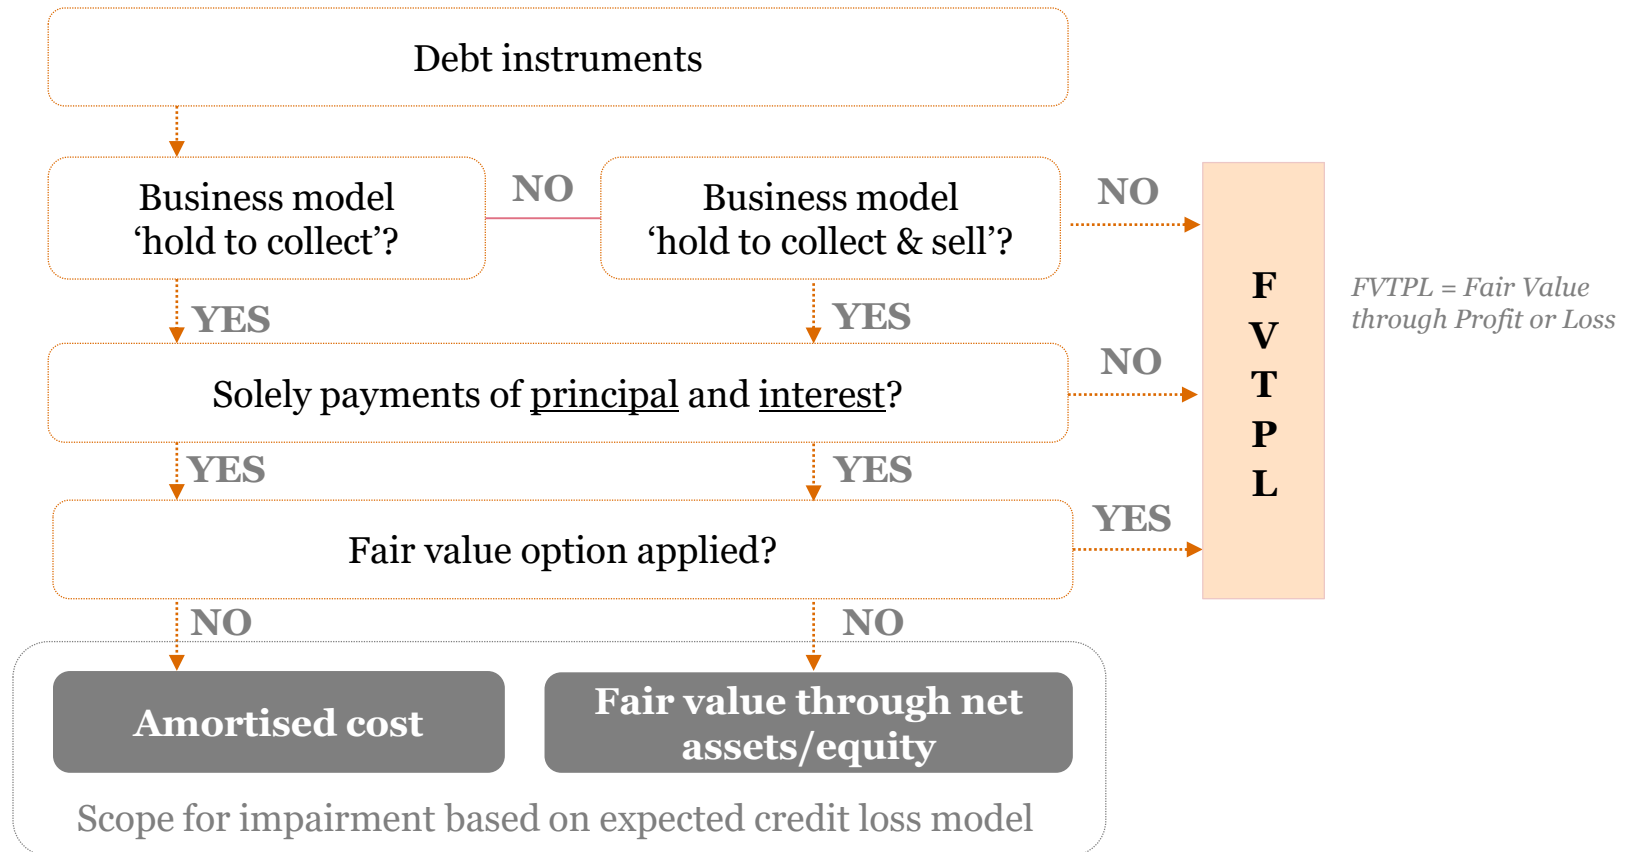 Debt instruments
Business model
‘hold to collect’?
NO
Business model
‘hold to collect & sell’?
NO
YES
YES
Solely payments of principal and interest?
NO
YES
YES
Fair value option applied?
YES
NO
NO
Amortised cost
Fair value through net
assets/equity
Scope for impairment based on expected credit loss model
F
V
T
P
L
FVTPL = Fair Value
through Profit or Loss